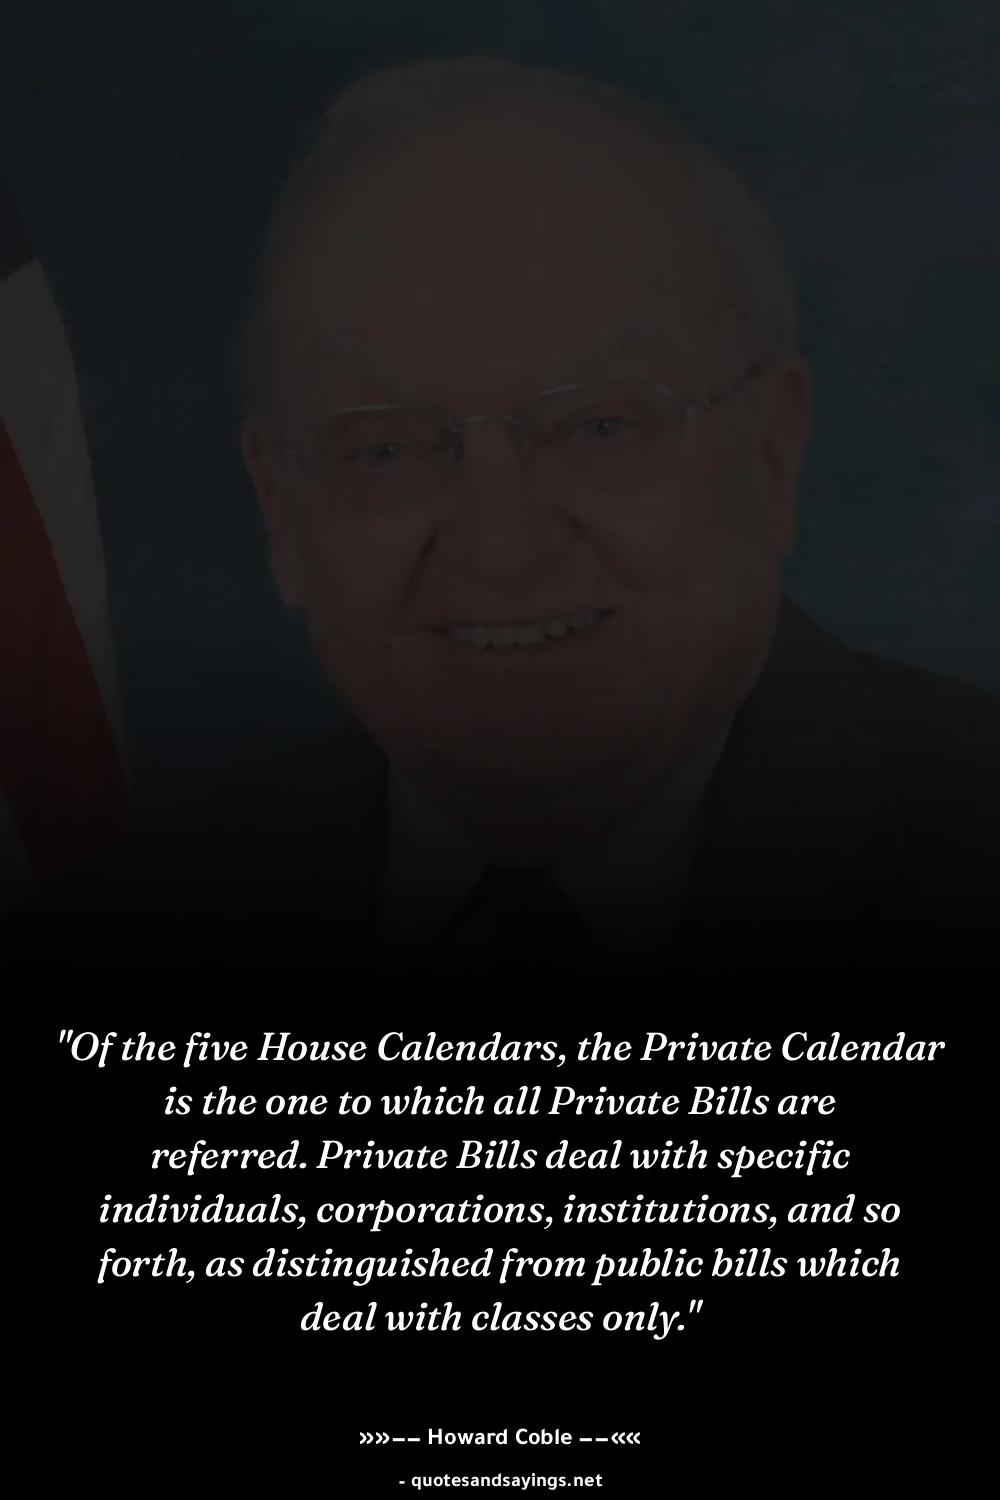 "Of the five House Calendars, the Private Calendar
is the one to which all Private Bills are
referred. Private Bills deal with specific
individuals, corporations, institutions, and so
forth, as distinguished from public bills which
deal with classes only."
»»–– Howard Coble ––««
- quotesandsayings.net